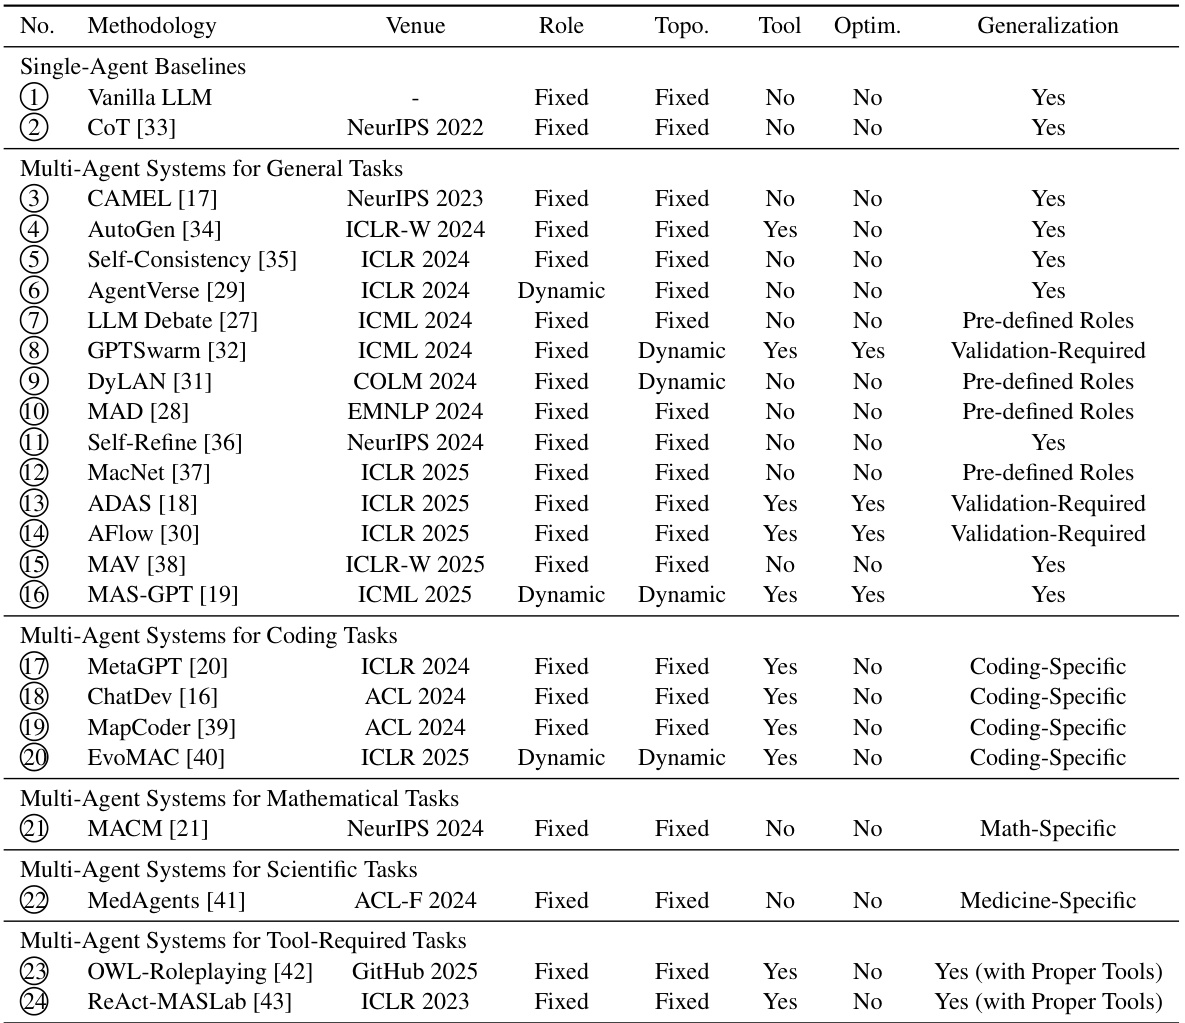 No. Methodology Venue Role Topo. Tool Optim. Generalization
Single-Agent Baselines
① Vanilla LLM - Fixed Fixed No No Yes
② CoT [33] NeurIPS 2022 Fixed Fixed No No Yes
Multi-Agent Systems for General Tasks
③ CAMEL [17] NeurIPS 2023 Fixed Fixed No No Yes
④ AutoGen [34] ICLR-W 2024 Fixed Fixed Yes No Yes
⑤ Self-Consistency [35] ICLR 2024 Fixed Fixed No No Yes
⑥ AgentVerse [29] ICLR 2024 Dynamic Fixed No No Yes
⑦ LLM Debate [27] ICML 2024 Fixed Fixed No No Pre-defined Roles
⑧ GPTSwarm [32] ICML 2024 Fixed Dynamic Yes Yes Validation-Required
⑨ DyLAN [31] COLM 2024 Fixed Dynamic No No Pre-defined Roles
⑩ MAD [28] EMNLP 2024 Fixed Fixed No No Pre-defined Roles
⑪ Self-Refine [36] NeurIPS 2024 Fixed Fixed No No Yes
⑫ MacNet [37] ICLR 2025 Fixed Fixed No No Pre-defined Roles
⑬ ADAS [18] ICLR 2025 Fixed Fixed Yes Yes Validation-Required
⑭ AFlow [30] ICLR 2025 Fixed Fixed Yes Yes Validation-Required
⑮ MAV [38] ICLR-W 2025 Fixed Fixed No No Yes
⑯ MAS-GPT [19] ICML 2025 Dynamic Dynamic Yes Yes Yes
Multi-Agent Systems for Coding Tasks
⑰ MetaGPT [20] ICLR 2024 Fixed Fixed Yes No Coding-Specific
⑱ ChatDev [16] ACL 2024 Fixed Fixed Yes No Coding-Specific
⑲ MapCoder [39] ACL 2024 Fixed Fixed Yes No Coding-Specific
⑳ EvoMAC [40] ICLR 2025 Dynamic Dynamic Yes No Coding-Specific
Multi-Agent Systems for Mathematical Tasks
㉑ MACM [21] NeurIPS 2024 Fixed Fixed No No Math-Specific
Multi-Agent Systems for Scientific Tasks
㉒ MedAgents [41] ACL-F 2024 Fixed Fixed No No Medicine-Specific
Multi-Agent Systems for Tool-Required Tasks
㉓ OWL-Roleplaying [42] GitHub 2025 Fixed Fixed Yes No Yes (with Proper Tools)
㉔ ReAct-MASLab [43] ICLR 2023 Fixed Fixed Yes No Yes (with Proper Tools)